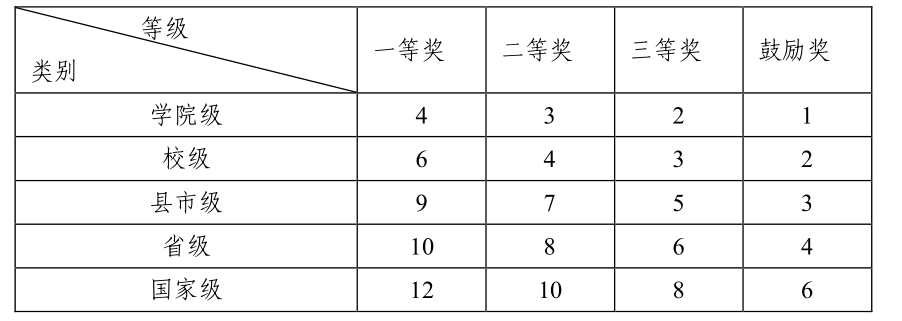 等级
类别
一等奖 二等奖 三等奖 鼓励奖
学院级 4 3 2 1
校级 6 4 3 2
县市级 9 7 5 3
省级 10 8 6 4
国家级 12 10 8 6